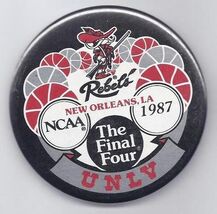 Rebels
NEW ORLEANS, LA
NCAA® 1987
The
Final
Four
UNLV